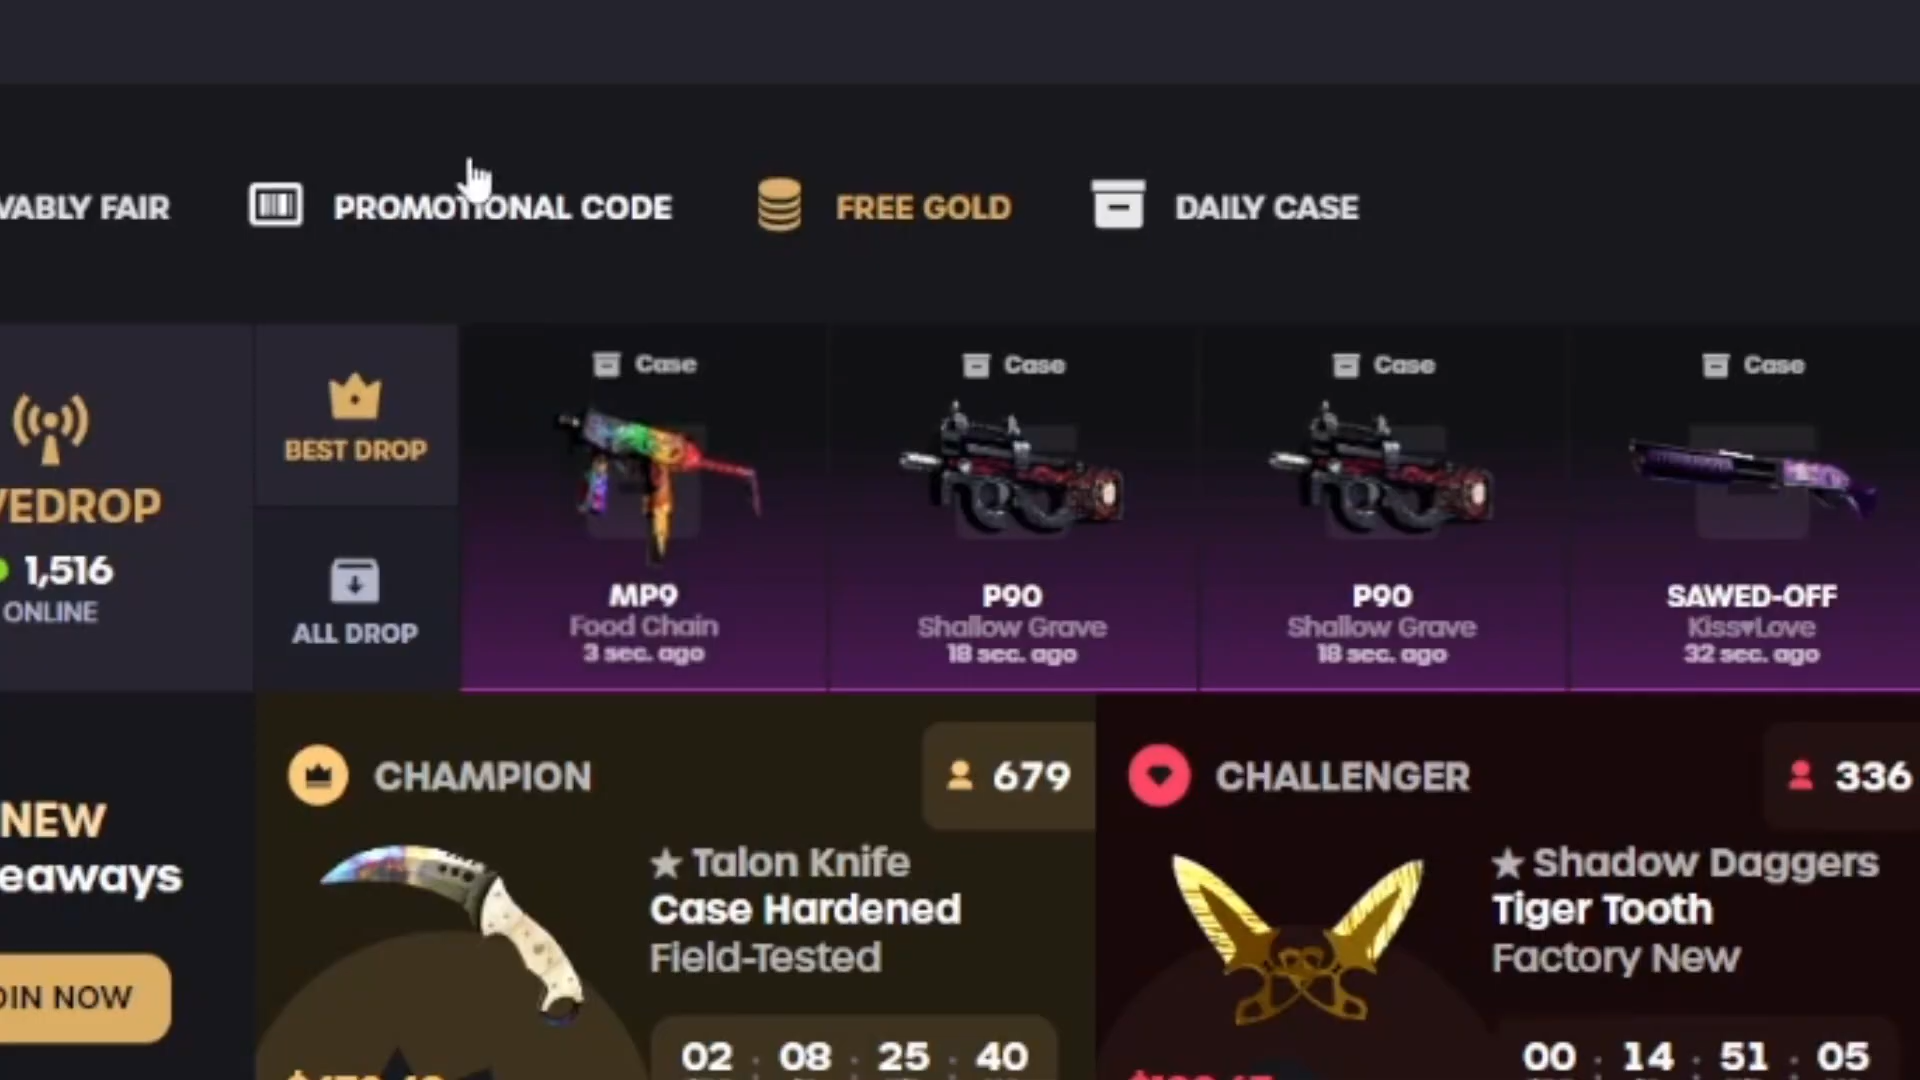 VABLY FAIR
PROMOTIONAL CODE
FREE GOLD
DAILY CASE
VEDROP
1,516
ONLINE
BEST DROP
ALL DROP
Case
MP9
Food Chain
3 sec. ago
Case
P90
Shallow Grave
18 sec. ago
Case
P90
Shallow Grave
18 sec. ago
Case
SAWED-OFF
Kiss♥Love
32 sec. ago
NEW
eaways
OIN NOW
CHAMPION
679
★ Talon Knife
Case Hardened
Field-Tested
02 : 08 : 25 : 40
CHALLENGER
336
★ Shadow Daggers
Tiger Tooth
Factory New
00 : 14 : 51 : 05